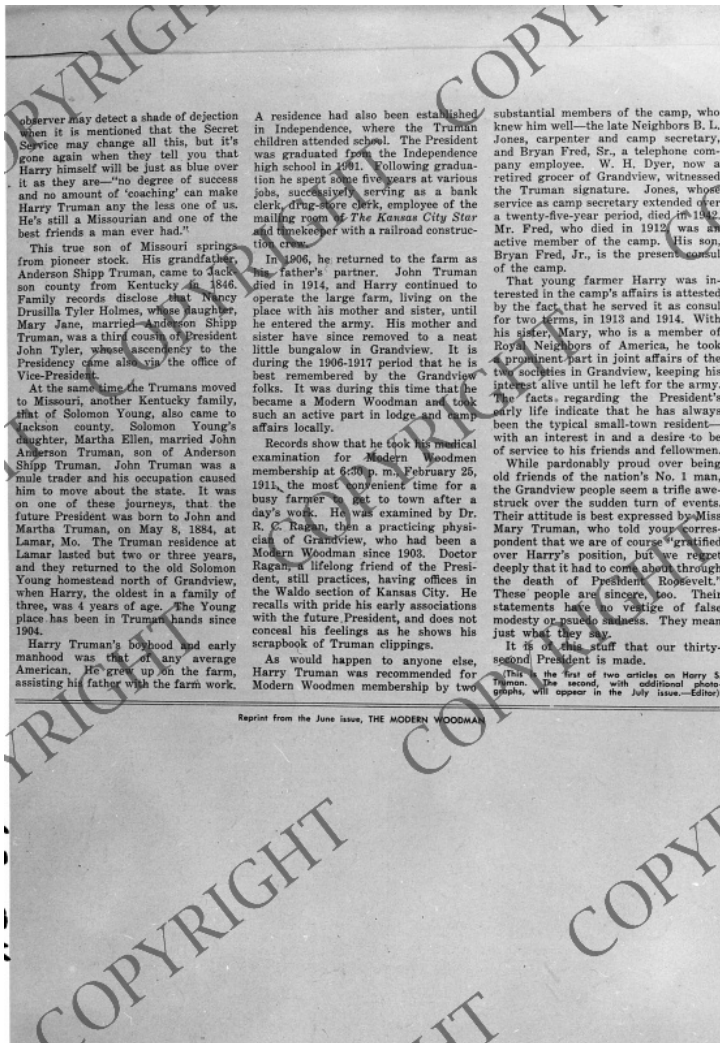 observer may detect a shade of dejection
when it is mentioned that the Secret
Service may change all this, but it's
gone again when they tell you that
Harry himself will be just as blue over
it as they are—"no degree of success
and no amount of 'coaching' can make
Harry Truman any the less one of us.
He's still a Missourian and one of the
best friends a man ever had."
This true son of Missouri springs
from pioneer stock. His grandfather,
Anderson Shipp Truman, came to Jack-
son county from Kentucky in 1846.
Family records disclose that Nancy
Drusilla Tyler Holmes, whose daughter,
Mary Jane, married Anderson Shipp
Truman, was a third cousin of President
John Tyler, whose ascendency to the
Presidency came also by the office of
Vice-President.
At the same time the Trumans moved
to Missouri, another Kentucky family,
that of Solomon Young, also came to
Jackson county. Solomon Young's
daughter, Martha Ellen, married John
Anderson Truman, son of Anderson
Shipp Truman. John Truman was a
mule trader and his occupation caused
him to move about the state. It was
on one of these journeys, that the
future President was born to John and
Martha Truman, on May 8, 1884, at
Lamar, Mo. The Truman residence at
Lamar lasted but two or three years,
and they returned to the old Solomon
Young homestead north of Grandview,
when Harry, the oldest in a family of
three, was 4 years of age. The Young
place has been in Truman hands since
1904.
Harry Truman's boyhood and early
manhood was that of any average
American. He grew up on the farm,
assisting his father with the farm work.
A residence had also been established
in Independence, where the Truman
children attended school. The President
was graduated from the Independence
high school in 1901. Following gradua-
tion he spent some five years at various
jobs, successively serving as a bank
clerk, drug-store clerk, employee of the
mailing room of The Kansas City Star
and timekeeper with a railroad construc-
tion crew.
In 1906, he returned to the farm as
his father's partner. John Truman
died in 1914, and Harry continued to
operate the large farm, living on the
place with his mother and sister, until
he entered the army. His mother and
sister have since removed to a neat
little bungalow in Grandview. It is
during the 1906-1917 period that he is
best remembered by the Grandview
folks. It was during this time that he
became a Modern Woodman and took
such an active part in lodge and camp
affairs locally.
Records show that he took his medical
examination for Modern Woodmen
membership at 6:30 p. m., February 25,
1911, the most convenient time for a
busy farmer to get to town after a
day's work. He was examined by Dr.
R. C. Ragan, then a practicing physi-
cian of Grandview, who had been a
Modern Woodman since 1903. Doctor
Ragan, a lifelong friend of the Presi-
dent, still practices, having offices in
the Waldo section of Kansas City. He
recalls with pride his early associations
with the future President, and does not
conceal his feelings as he shows his
scrapbook of Truman clippings.
As would happen to anyone else,
Harry Truman was recommended for
Modern Woodmen membership by two
substantial members of the camp, who
knew him well—the late Neighbors B. L.
Jones, carpenter and camp secretary,
and Bryan Fred, Sr., a telephone com-
pany employee. W. H. Dyer, now a
retired grocer of Grandview, witnessed
the Truman signature. Jones, whose
service as camp secretary extended over
a twenty-five-year period, died in 1942.
Mr. Fred, who died in 1912, was an
active member of the camp. His son,
Bryan Fred, Jr., is the present consul
of the camp.
That young farmer Harry was in-
terested in the camp's affairs is attested
by the fact that he served it as consul
for two terms, in 1913 and 1914. With
his sister, Mary, who is a member of
Royal Neighbors of America, he took
a prominent part in joint affairs of the
two societies in Grandview, keeping his
interest alive until he left for the army.
The facts regarding the President's
early life indicate that he has always
been the typical small-town resident—
with an interest in and a desire to be
of service to his friends and fellowmen.
While pardonably proud over being
old friends of the nation's No. 1 man,
the Grandview people seem a trifle awe-
struck over the sudden turn of events.
Their attitude is best expressed by Miss
Mary Truman, who told your corres-
pondent that we are of course "gratified
over Harry's position, but we regret
deeply that it had to come about through
the death of President Roosevelt."
These people are sincere, too. Their
statements have no vestige of false
modesty or psuedo sadness. They mean
just what they say.
It is of this stuff that our thirty-
second President is made.
(This is the first of two articles on Harry S.
Truman. The second, with additional photo-
graphs, will appear in the July issue.—Editor)
Reprint from the June issue, THE MODERN WOODMAN
COPYRIGHT
COPYRIGHT
COPYRIGHT
COPYRIGHT
COPYRIGHT
COPYRIGHT